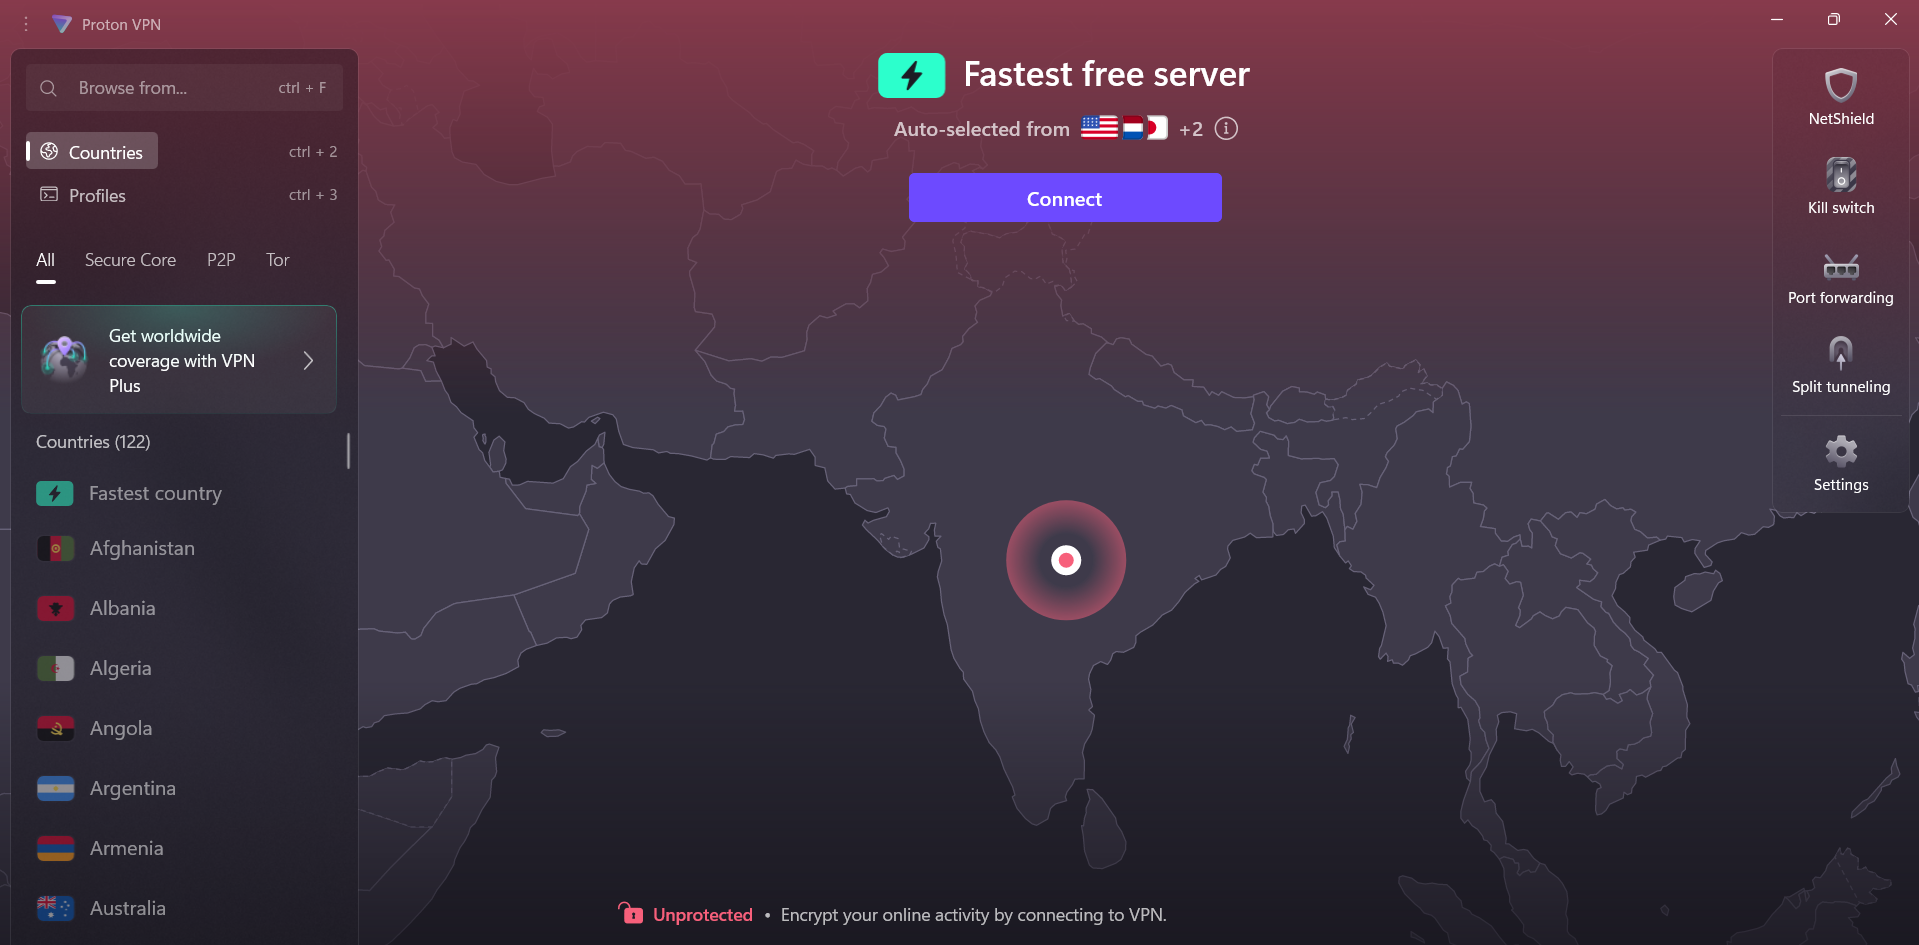 Proton VPN
Browse from...
ctrl + F
Countries
ctrl + 2
Profiles
ctrl + 3
All
Secure Core
P2P
Tor
Get worldwide
coverage with VPN
Plus
Countries (122)
Fastest country
Afghanistan
Albania
Algeria
Angola
Argentina
Armenia
Australia
Fastest free server
Auto-selected from
+2
Connect
Unprotected • Encrypt your online activity by connecting to VPN.
NetShield
Kill switch
Port forwarding
Split tunneling
Settings